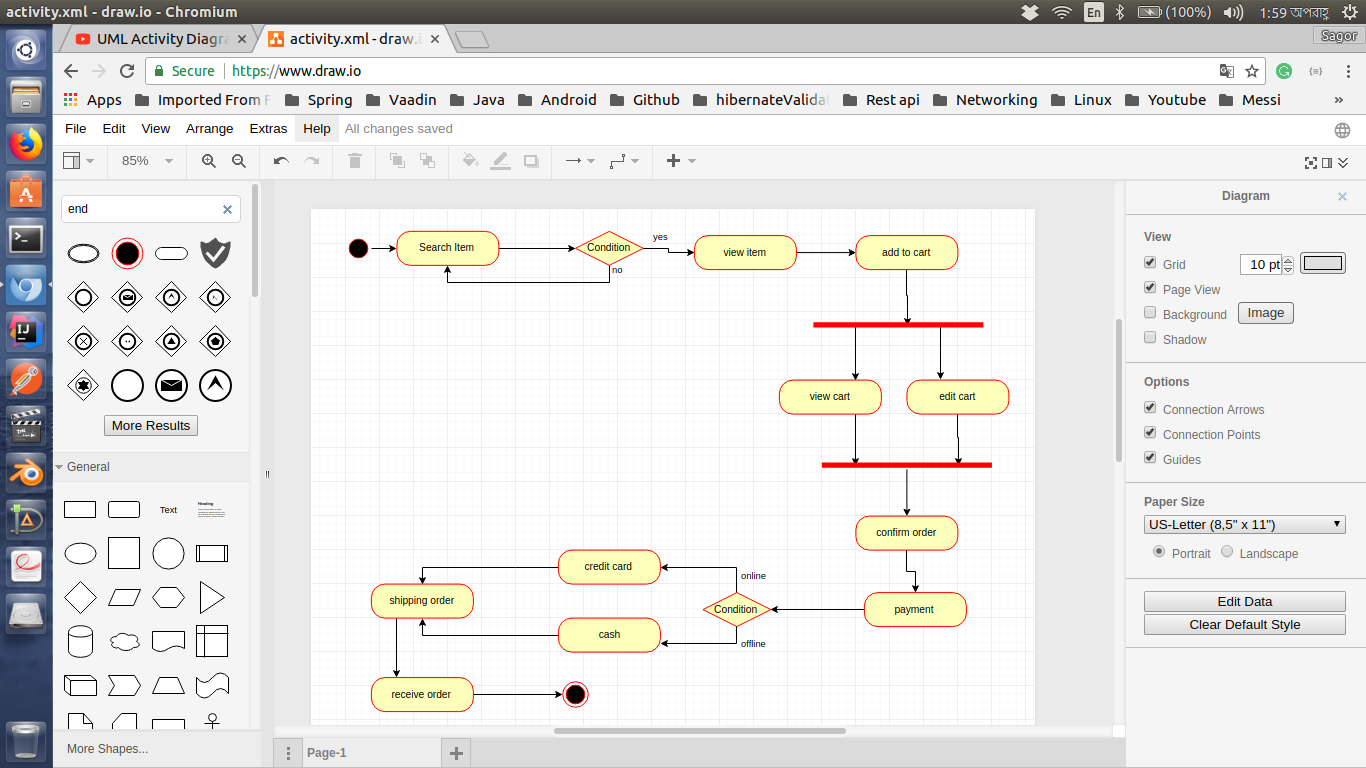 activity.xml - draw.io - Chromium
En
(100%)
1:59 অপরাহ্ণ
UML Activity Diagra
activity.xml - draw.i
Sagor
Secure
https://www.draw.io
Apps
Imported From F
Spring
Vaadin
Java
Android
Github
hibernateValida
Rest api
Networking
Linux
Youtube
Messi
»
File Edit View Arrange Extras Help All changes saved
85%
end
More Results
General
Text
Heading
More Shapes...
Search Item
Condition
yes
no
view item
add to cart
view cart
edit cart
confirm order
payment
Condition
online
offline
credit card
cash
shipping order
receive order
Page-1
Diagram
View
Grid
10 pt
Page View
Background
Image
Shadow
Options
Connection Arrows
Connection Points
Guides
Paper Size
US-Letter (8,5" x 11")
Portrait
Landscape
Edit Data
Clear Default Style